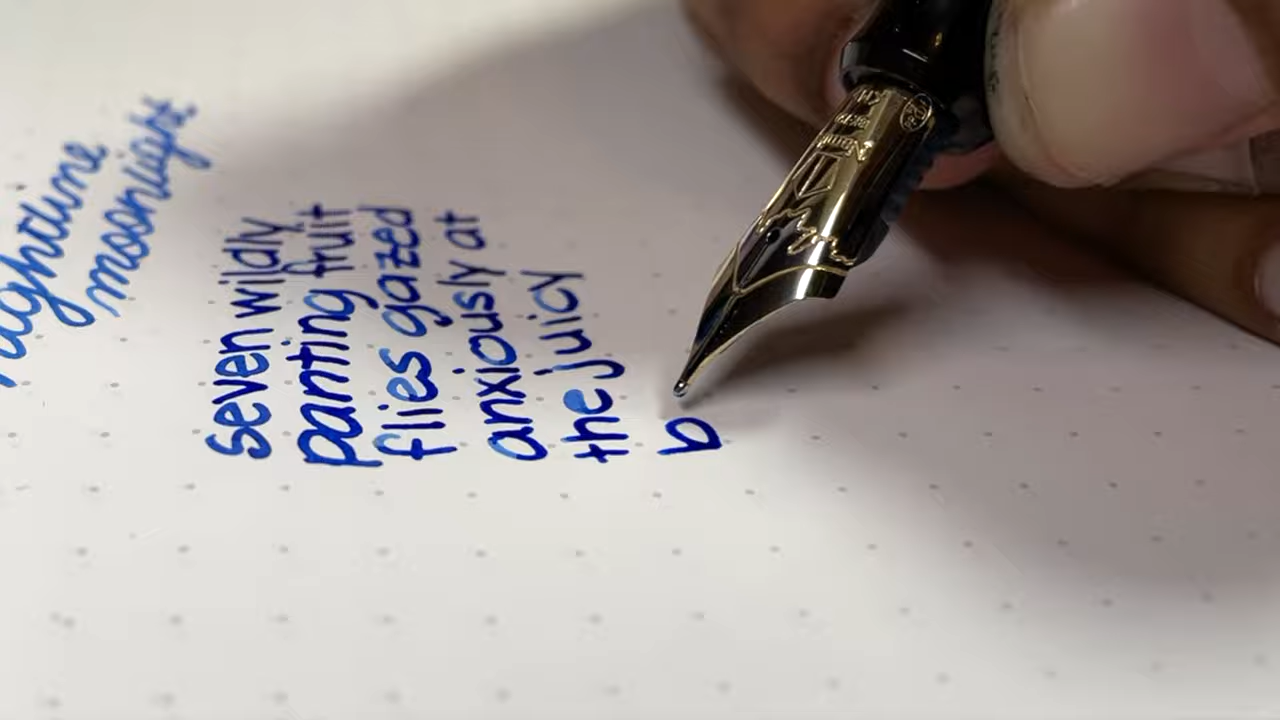 moonlight
seven wildly
panting fruit
flies gazed
anxiously at
the juicy
b